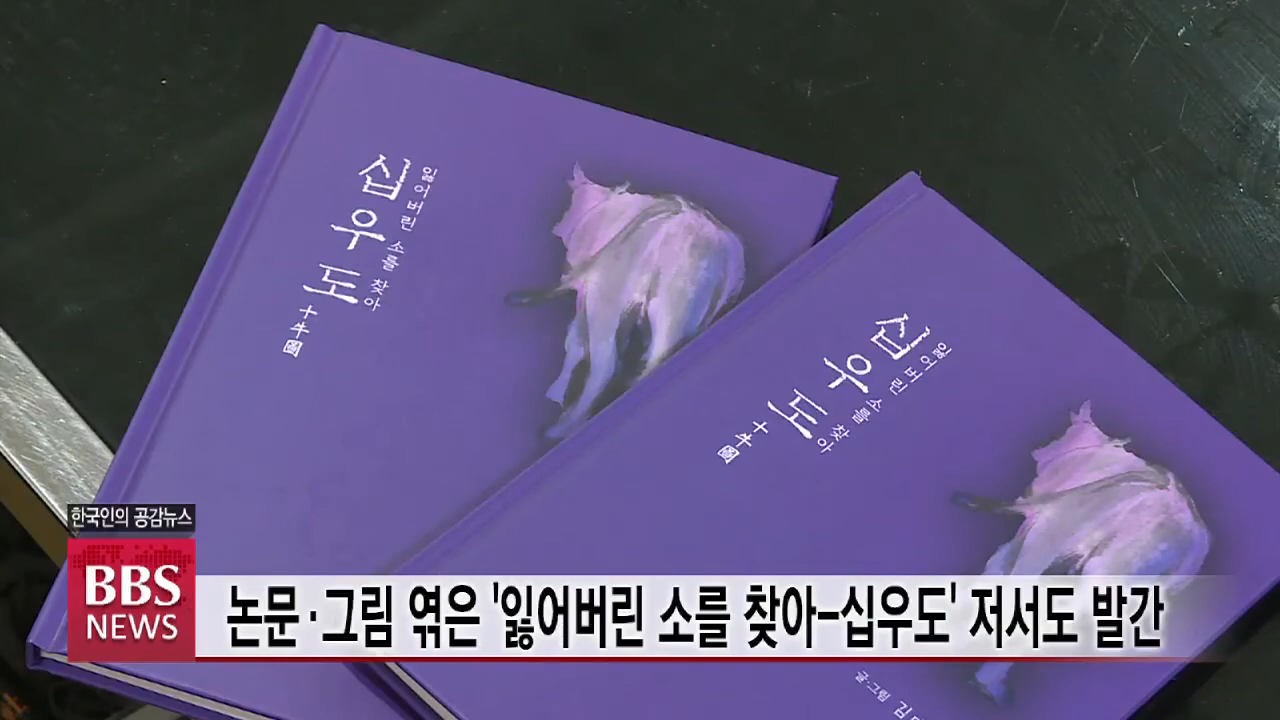 십우도
잃어버린 소를 찾아
十牛圖
십우도
잃어버린 소를 찾아
十牛圖
글·그림
한국인의 공감뉴스
BBS
NEWS
논문·그림 엮은 '잃어버린 소를 찾아-십우도' 저서도 발간